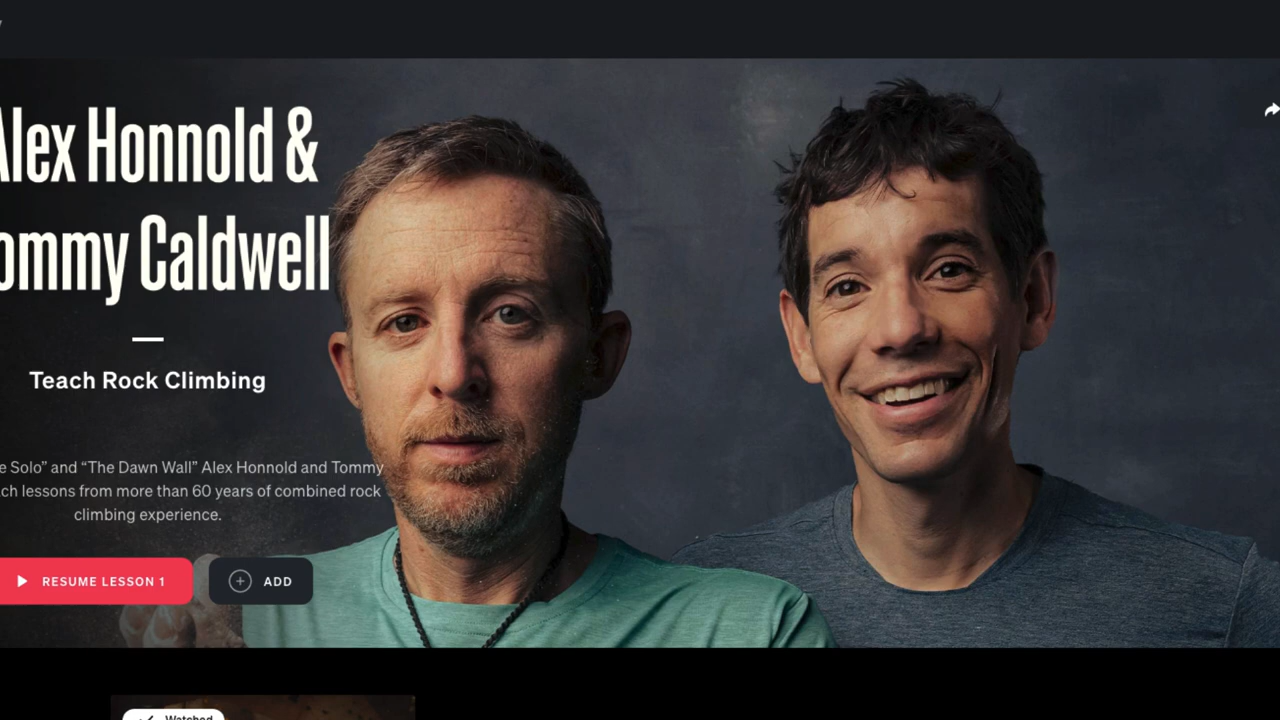 Alex Honnold &
ommy Caldwell
Teach Rock Climbing
e Solo” and “The Dawn Wall” Alex Honnold and Tommy
ch lessons from more than 60 years of combined rock
climbing experience.
RESUME LESSON 1
ADD
Watched